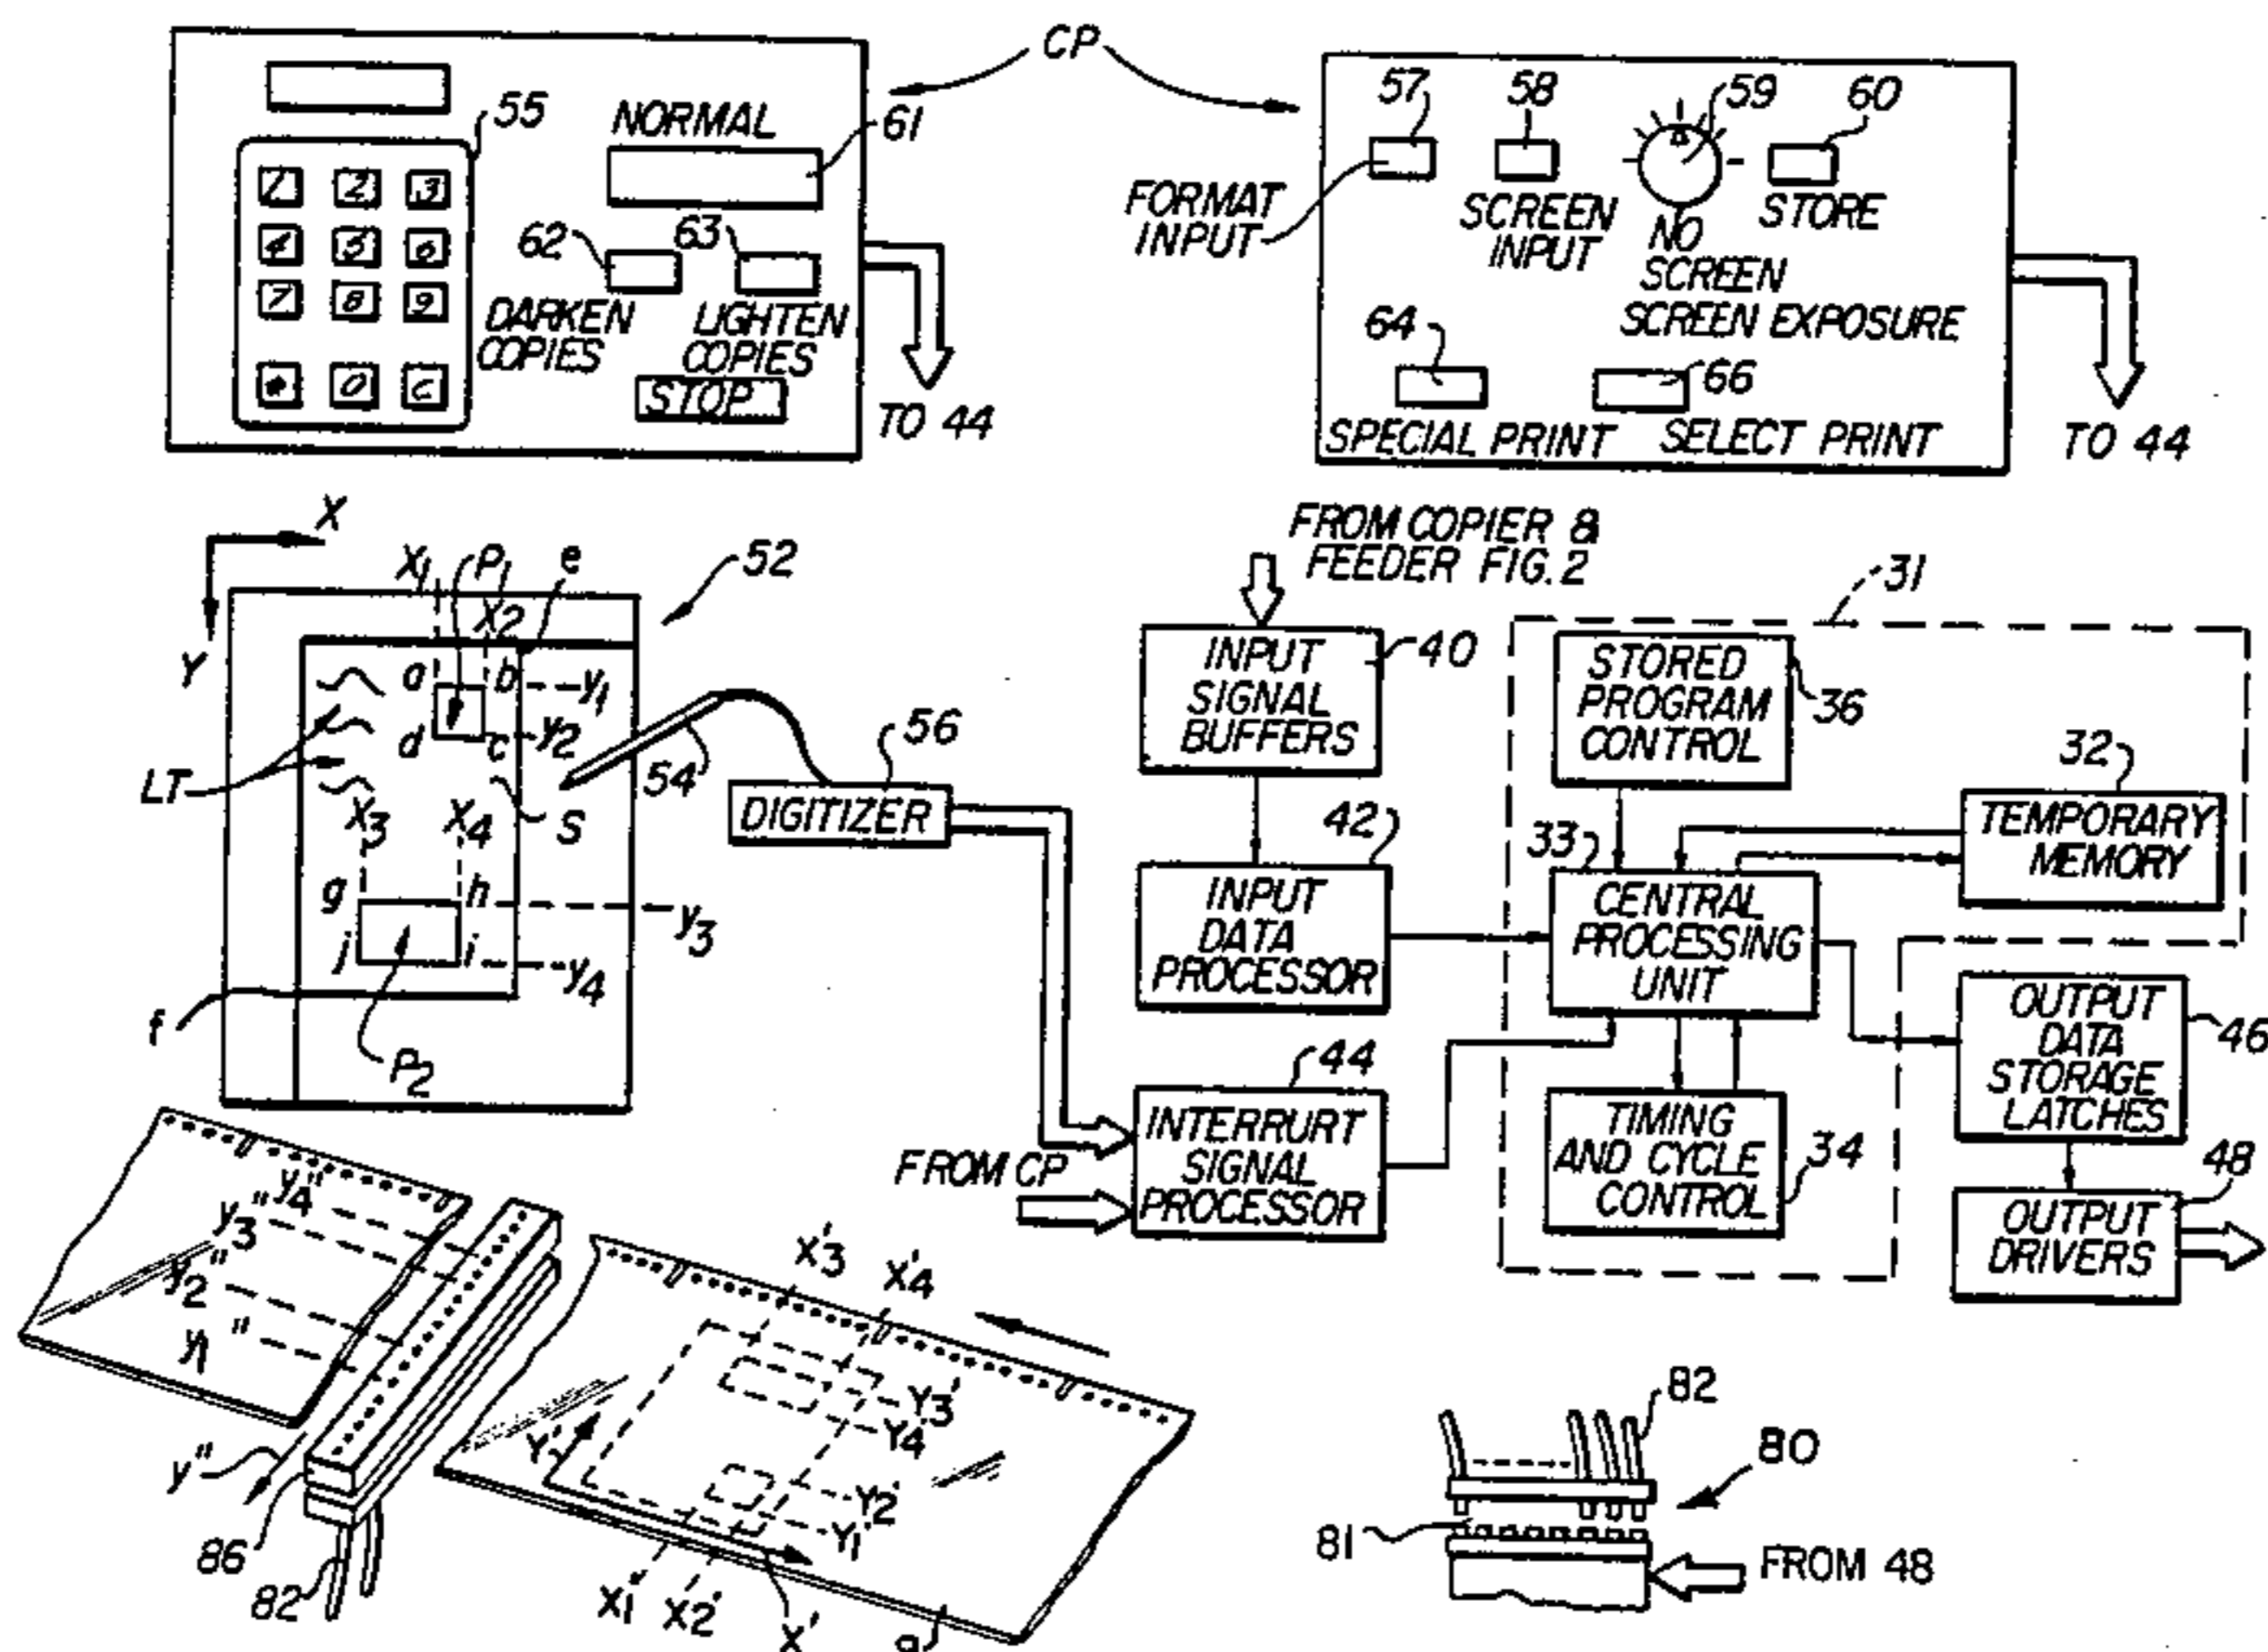 CP
55
NORMAL
61
1 2 3
4 5 6
7 8 9
* 0 C
62
63
DARKEN
COPIES
LIGHTEN
COPIES
STOP
TO 44
57
58
59
60
FORMAT
INPUT
SCREEN
INPUT
NO
SCREEN
STORE
SCREEN EXPOSURE
64
66
SPECIAL PRINT
SELECT PRINT
TO 44
X
Y
X1
P1
X2
e
52
a
b
y1
d
c
y2
LT
S
54
X3
X4
g
h
y3
j
i
y4
f
P2
56
DIGITIZER
FROM COPIER &
FEEDER FIG. 2
INPUT
SIGNAL
BUFFERS
40
42
INPUT
DATA
PROCESSOR
31
STORED
PROGRAM
CONTROL
36
32
TEMPORARY
MEMORY
33
CENTRAL
PROCESSING
UNIT
44
INTERRURT
SIGNAL
PROCESSOR
FROM CP
TIMING
AND CYCLE
CONTROL
34
OUTPUT
DATA
STORAGE
LATCHES
46
OUTPUT
DRIVERS
48
y4"
y3"
y2"
y1"
y"
86
82
X'3
X'4
Y3'
Y4'
Y'
Y2'
Y1'
X1'
X2'
X'
9
82
80
81
FROM 48